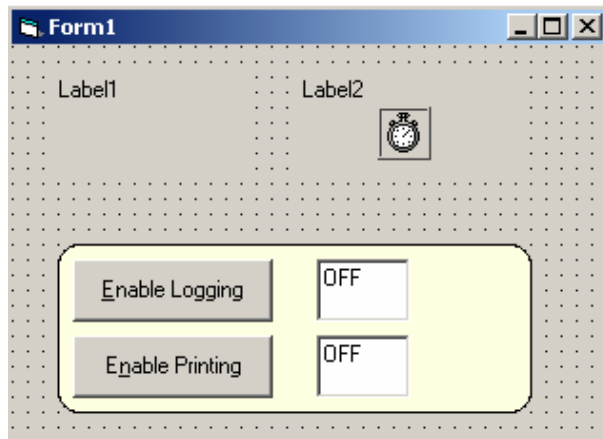 Form1
Label1 Label2
Enable Logging OFF
Enable Printing OFF